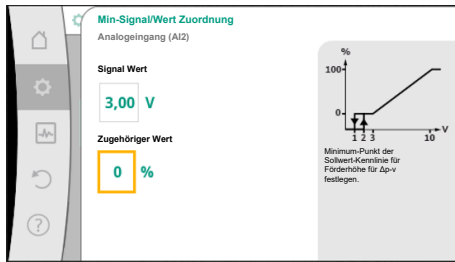 Min-Signal/Wert Zuordnung
Analogeingang (AI2)
Signal Wert
3,00 V
Zugehöriger Wert
0 %
%
100
0
1 2 3 10 V
Minimum-Punkt der
Sollwert-Kennlinie für
Förderhöhe für Δp-v
festlegen.